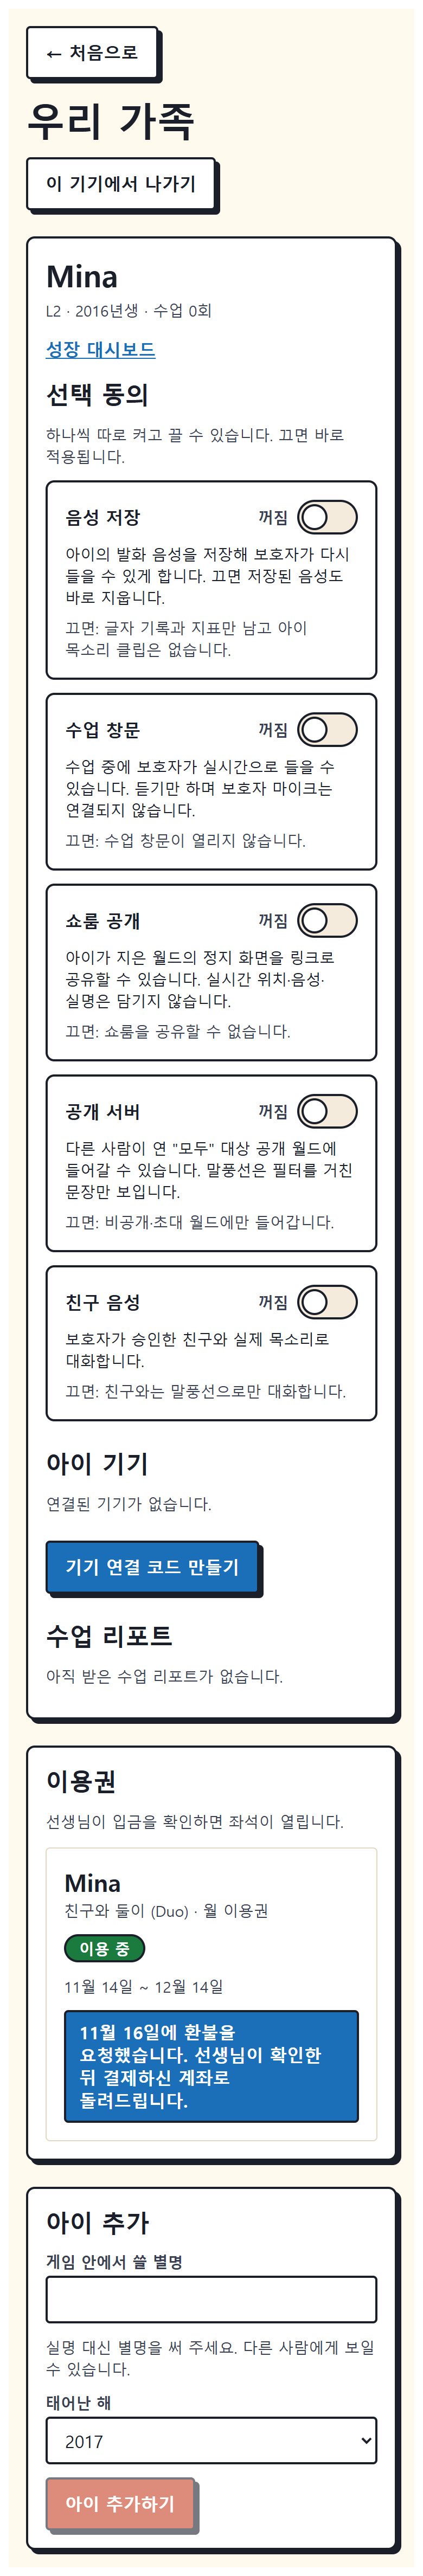 ← 처음으로
우리 가족
이 기기에서 나가기
Mina
L2 · 2016년생 · 수업 0회
성장 대시보드
선택 동의
하나씩 따로 켜고 끌 수 있습니다. 끄면 바로
적용됩니다.
음성 저장 꺼짐
아이의 발화 음성을 저장해 보호자가 다시
들을 수 있게 합니다. 끄면 저장된 음성도
바로 지웁니다.
끄면: 글자 기록과 지표만 남고 아이
목소리 클립은 없습니다.
수업 창문 꺼짐
수업 중에 보호자가 실시간으로 들을 수
있습니다. 듣기만 하며 보호자 마이크는
연결되지 않습니다.
끄면: 수업 창문이 열리지 않습니다.
쇼룸 공개 꺼짐
아이가 지은 월드의 정지 화면을 링크로
공유할 수 있습니다. 실시간 위치·음성·
실명은 담기지 않습니다.
끄면: 쇼룸을 공유할 수 없습니다.
공개 서버 꺼짐
다른 사람이 연 "모두" 대상 공개 월드에
들어갈 수 있습니다. 말풍선은 필터를 거친
문장만 보입니다.
끄면: 비공개·초대 월드에만 들어갑니다.
친구 음성 꺼짐
보호자가 승인한 친구와 실제 목소리로
대화합니다.
끄면: 친구와는 말풍선으로만 대화합니다.
아이 기기
연결된 기기가 없습니다.
기기 연결 코드 만들기
수업 리포트
아직 받은 수업 리포트가 없습니다.
이용권
선생님이 입금을 확인하면 좌석이 열립니다.
Mina
친구와 둘이 (Duo) · 월 이용권
이용 중
11월 14일 ~ 12월 14일
11월 16일에 환불을
요청했습니다. 선생님이 확인한
뒤 결제하신 계좌로
돌려드립니다.
아이 추가
게임 안에서 쓸 별명
실명 대신 별명을 써 주세요. 다른 사람에게 보일
수 있습니다.
태어난 해
2017
아이 추가하기